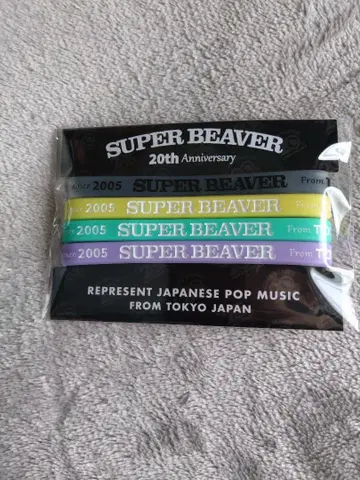 SUPER BEAVER
20th Anniversary
since 2005 SUPER BEAVER From
2005 SUPER BEAVER
2005 SUPER BEAVER From
2005 SUPER BEAVER
REPRESENT JAPANESE POP MUSIC
FROM TOKYO JAPAN